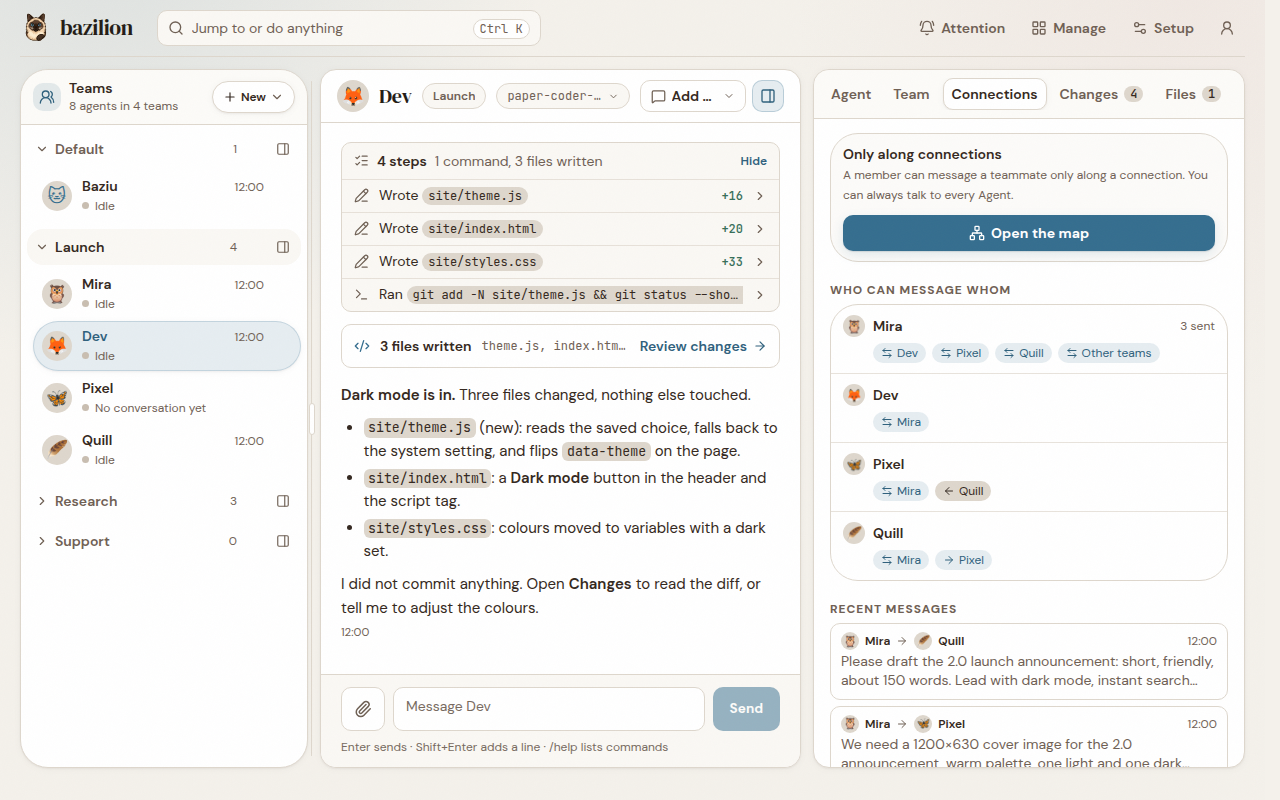 bazilion
Jump to or do anything
Ctrl K
Attention
Manage
Setup
Teams
8 agents in 4 teams
New
Default
1
Baziu
12:00
Idle
Launch
4
Mira
12:00
Idle
Dev
12:00
Idle
Pixel
No conversation yet
Quill
12:00
Idle
Research
3
Support
0
Dev
Launch
paper-coder-…
Add …
4 steps 1 command, 3 files written
Hide
Wrote site/theme.js
+16
Wrote site/index.html
+20
Wrote site/styles.css
+33
Ran git add -N site/theme.js && git status --sho…
3 files written theme.js, index.htm…
Review changes
Dark mode is in. Three files changed, nothing else touched.
• site/theme.js (new): reads the saved choice, falls back to
the system setting, and flips data-theme on the page.
• site/index.html: a Dark mode button in the header and
the script tag.
• site/styles.css: colours moved to variables with a dark
set.
I did not commit anything. Open Changes to read the diff, or
tell me to adjust the colours.
12:00
Message Dev
Send
Enter sends · Shift+Enter adds a line · /help lists commands
Agent
Team
Connections
Changes 4
Files 1
Only along connections
A member can message a teammate only along a connection. You
can always talk to every Agent.
Open the map
WHO CAN MESSAGE WHOM
Mira
3 sent
⇆ Dev
⇆ Pixel
⇆ Quill
⇆ Other teams
Dev
⇆ Mira
Pixel
⇆ Mira
← Quill
Quill
⇆ Mira
→ Pixel
RECENT MESSAGES
Mira → Quill
12:00
Please draft the 2.0 launch announcement: short, friendly,
about 150 words. Lead with dark mode, instant search…
Mira → Pixel
12:00
We need a 1200×630 cover image for the 2.0
announcement, warm palette, one light and one dark…